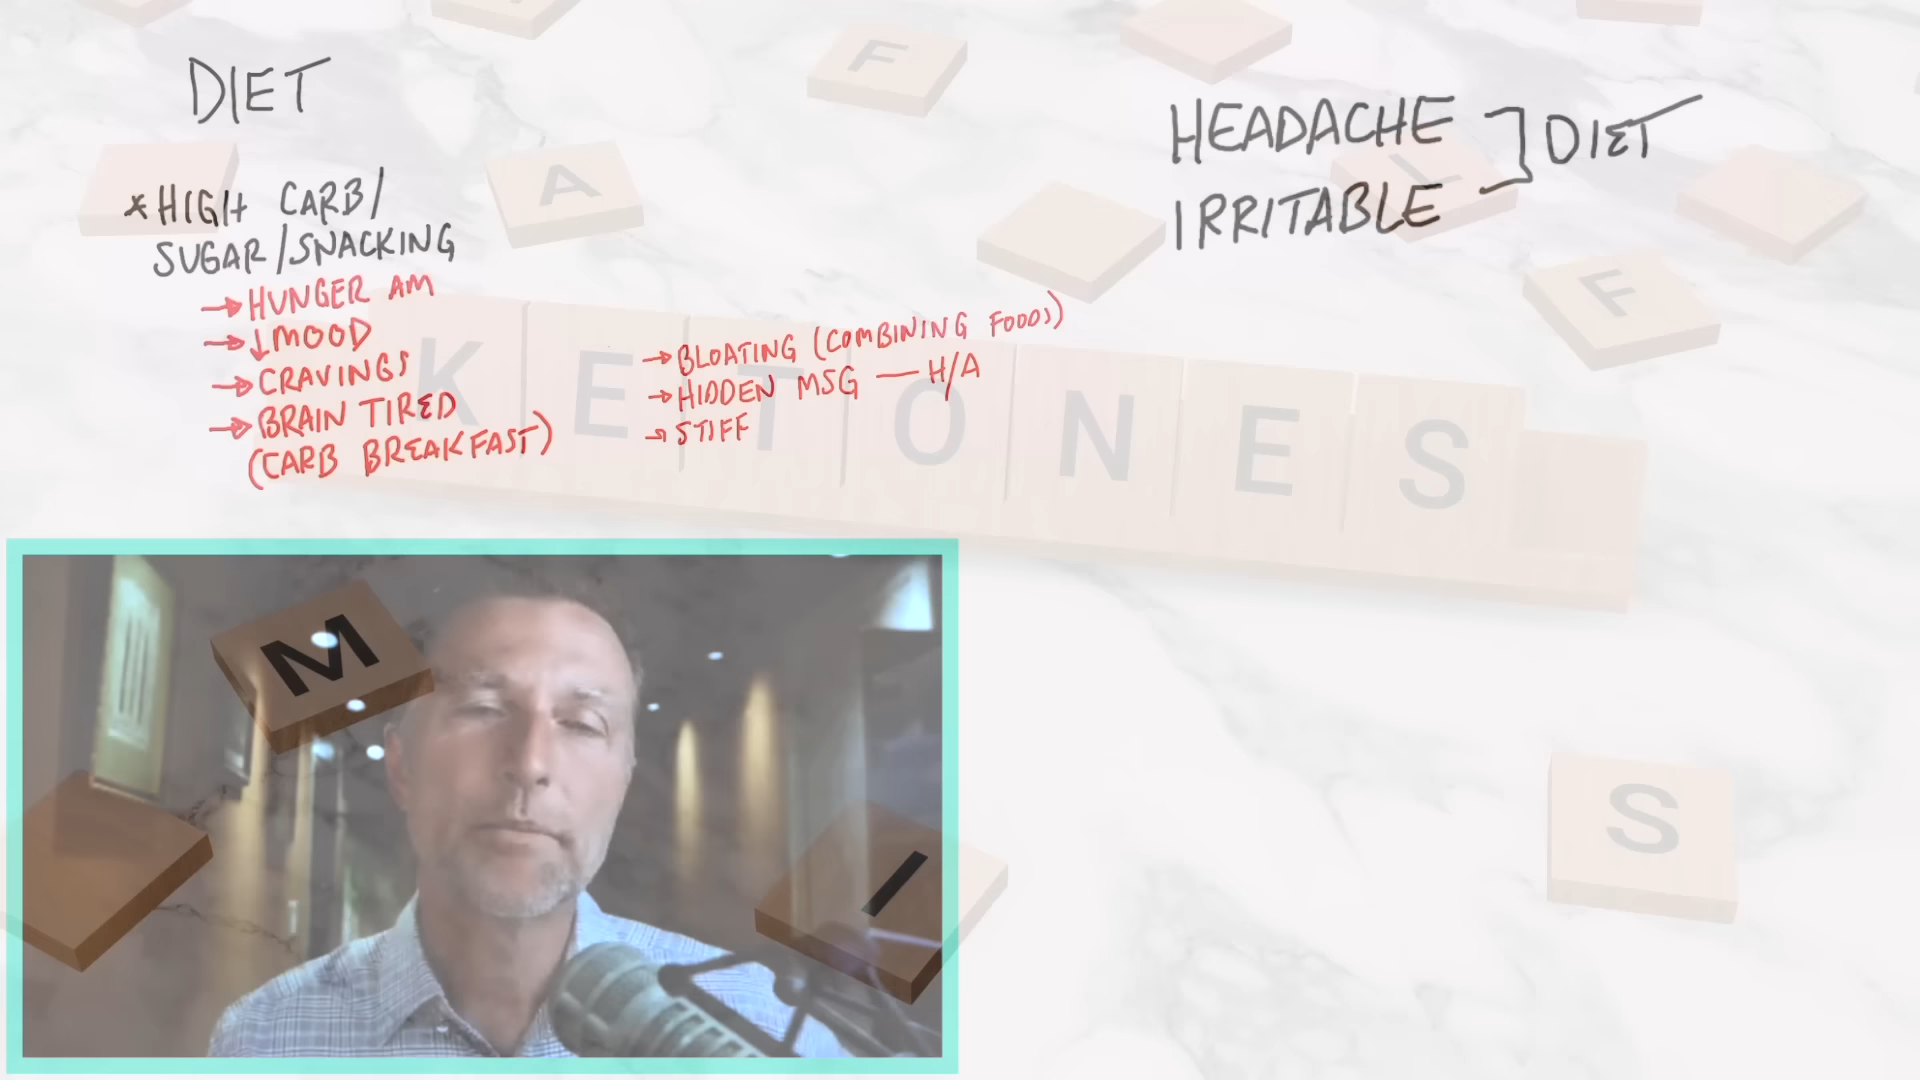 DIET
*HIGH CARB/
SUGAR/SNACKING
→HUNGER AM
→↓MOOD
→CRAVINGS
→BRAIN TIRED
(CARB BREAKFAST)
→BLOATING (COMBINING FOODS)
→HIDDEN MSG — H/A
→STIFF
HEADACHE ] DIET
IRRITABLE
F
A
L
F
KETONES
M
I
S